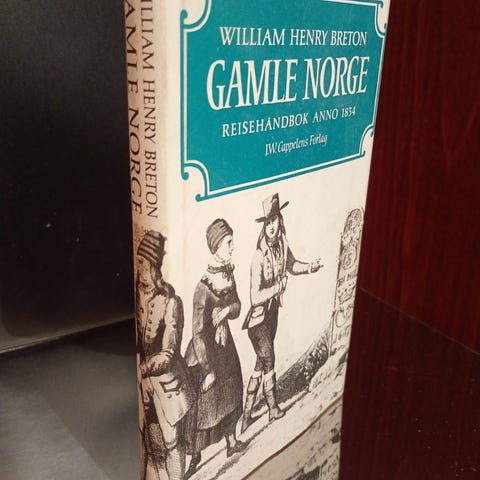 WILLIAM HENRY BRETON
GAMLE NORGE
REISEHÅNDBOK ANNO 1834
J.W. Cappelens Forlag
WILLIAM HENRY BRETON
GAMLE NORGE